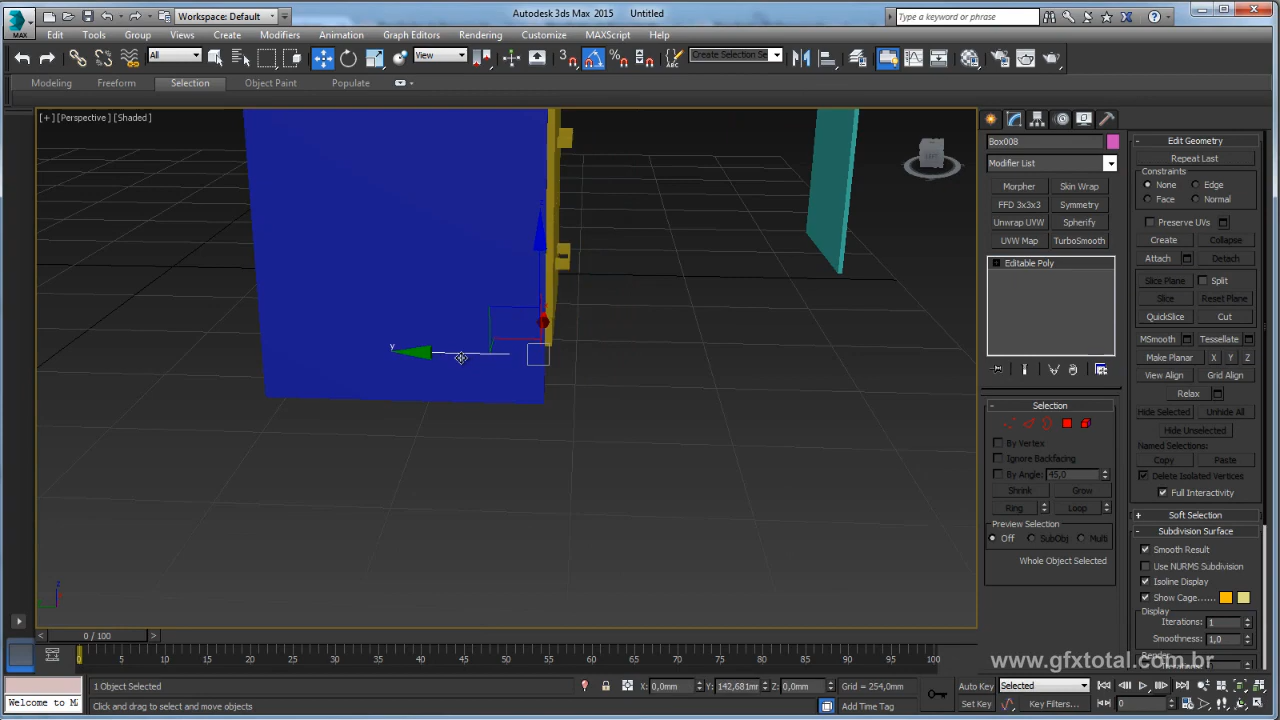 MAX
Workspace: Default
Autodesk 3ds Max 2015    Untitled
Type a keyword or phrase
Edit Tools Group Views Create Modifiers Animation Graph Editors Rendering Customize MAXScript Help
All
View
Create Selection Se
Modeling Freeform Selection Object Paint
[+] [Perspective] [Shaded]
z
y
z
Box008
Modifier List
Morpher Skin Wrap
FFD 3x3x3 Symmetry
Unwrap UVW Spherify
UVW Map TurboSmooth
Editable Poly
Selection
By Vertex
Ignore Backfacing
By Angle: 45,0
Shrink Grow
Ring Loop
Preview Selection
Off SubObj Multi
Whole Object Selected
Edit Geometry
Repeat Last
Constraints
None Edge
Face Normal
Preserve UVs
Create Collapse
Attach Detach
Slice Plane Split
Slice Reset Plane
QuickSlice Cut
MSmooth Tessellate
Make Planar X Y Z
View Align Grid Align
Relax
Hide Selected Unhide All
Hide Unselected
Named Selections:
Copy Paste
Delete Isolated Vertices
Full Interactivity
Soft Selection
Subdivision Surface
Smooth Result
Use NURMS Subdivision
Isoline Display
Show Cage......
Display
Iterations: 1
Smoothness: 1,0
Render
< 0 / 100 >
0 5 10 15 20 25 30 35 40 45 50 55 60 65 70 75 80 85 90 95 100
www.gfxtotal.com.br
1 Object Selected
X: 0,0mm Y: 142,681mm Z: 0,0mm Grid = 254,0mm
Auto Key Selected
Welcome to M
Click and drag to select and move objects
Add Time Tag
Set Key Key Filters... 0